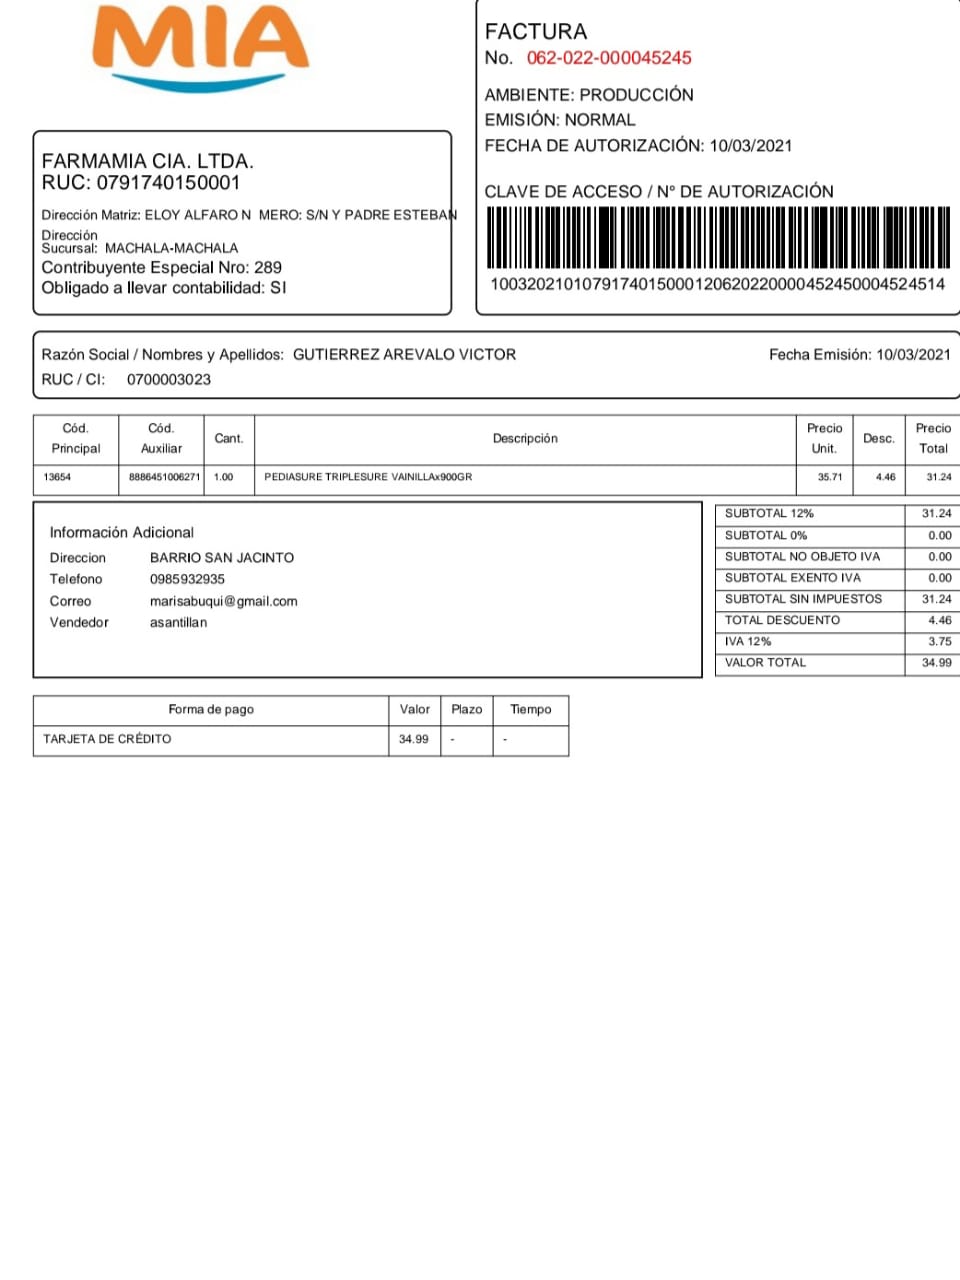 MIA
FACTURA
No. 062-022-000045245
AMBIENTE: PRODUCCIÓN
EMISIÓN: NORMAL
FECHA DE AUTORIZACIÓN: 10/03/2021
CLAVE DE ACCESO / Nº DE AUTORIZACIÓN
1003202101079174015000120620220000452450004524514
FARMAMIA CIA. LTDA.
RUC: 0791740150001
Dirección Matriz: ELOY ALFARO N MERO: S/N Y PADRE ESTEBAN
Dirección
Sucursal: MACHALA-MACHALA
Contribuyente Especial Nro: 289
Obligado a llevar contabilidad: SI
Razón Social / Nombres y Apellidos: GUTIERREZ AREVALO VICTOR Fecha Emisión: 10/03/2021
RUC / CI: 0700003023
Cód. Principal Cód. Auxiliar Cant. Descripción Precio Unit. Desc. Precio Total
13654 8886451006271 1.00 PEDIASURE TRIPLESURE VAINILLAx900GR 35.71 4.46 31.24
Información Adicional
Direccion BARRIO SAN JACINTO
Telefono 0985932935
Correo marisabuqui@gmail.com
Vendedor asantillan
SUBTOTAL 12% 31.24
SUBTOTAL 0% 0.00
SUBTOTAL NO OBJETO IVA 0.00
SUBTOTAL EXENTO IVA 0.00
SUBTOTAL SIN IMPUESTOS 31.24
TOTAL DESCUENTO 4.46
IVA 12% 3.75
VALOR TOTAL 34.99
Forma de pago Valor Plazo Tiempo
TARJETA DE CRÉDITO 34.99 - -